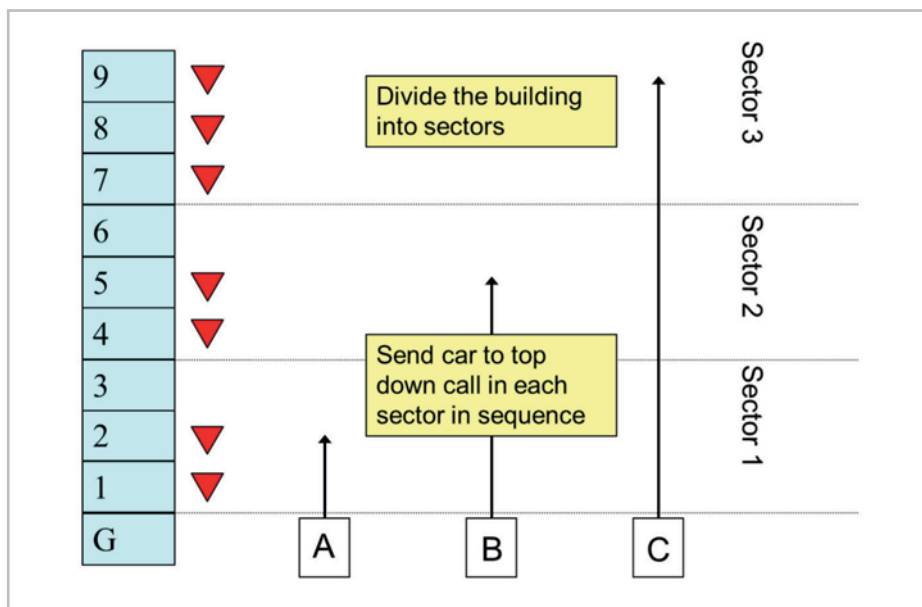 9
8
7
6
5
4
3
2
1
G
Divide the building
into sectors
Send car to top
down call in each
sector in sequence
A
B
C
Sector 3
Sector 2
Sector 1